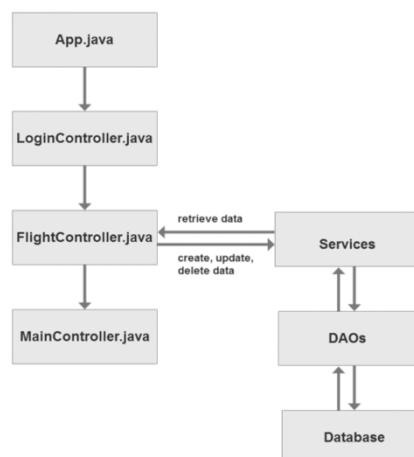 App.java
LoginController.java
retrieve data
FlightController.java
Services
create, update,
delete data
MainController.java
DAOs
Database